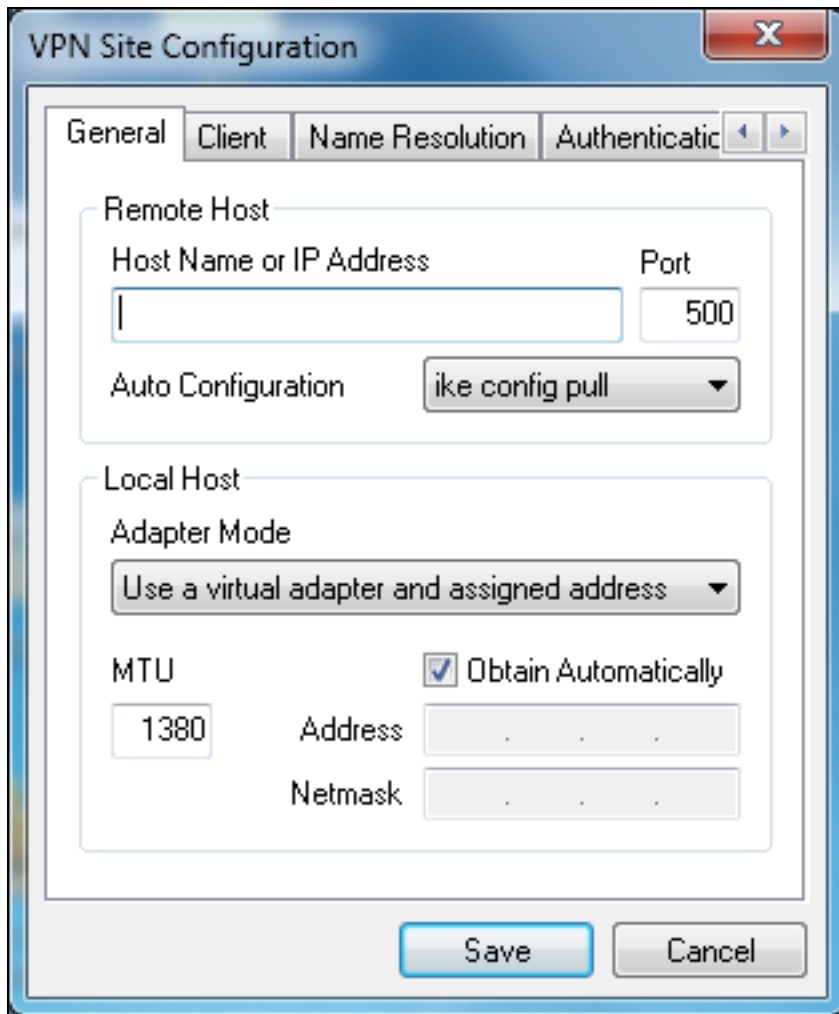 VPN Site Configuration
General Client Name Resolution Authenticatic
Remote Host
Host Name or IP Address Port
500
Auto Configuration ike config pull
Local Host
Adapter Mode
Use a virtual adapter and assigned address
MTU Obtain Automatically
1380 Address . . .
Netmask . . .
Save Cancel